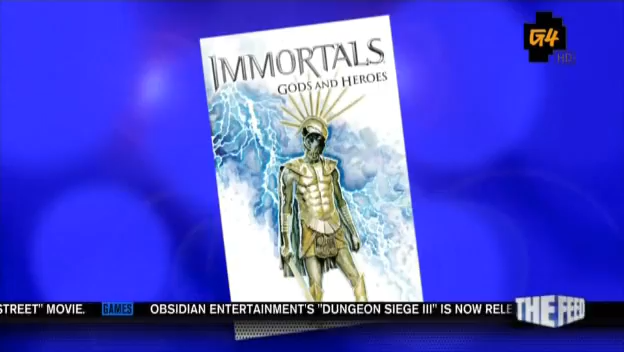 G4
HD
IMMORTALS
GODS AND HEROES
STREET" MOVIE. GAMES OBSIDIAN ENTERTAINMENT'S "DUNGEON SIEGE III" IS NOW RELE
THE FEED